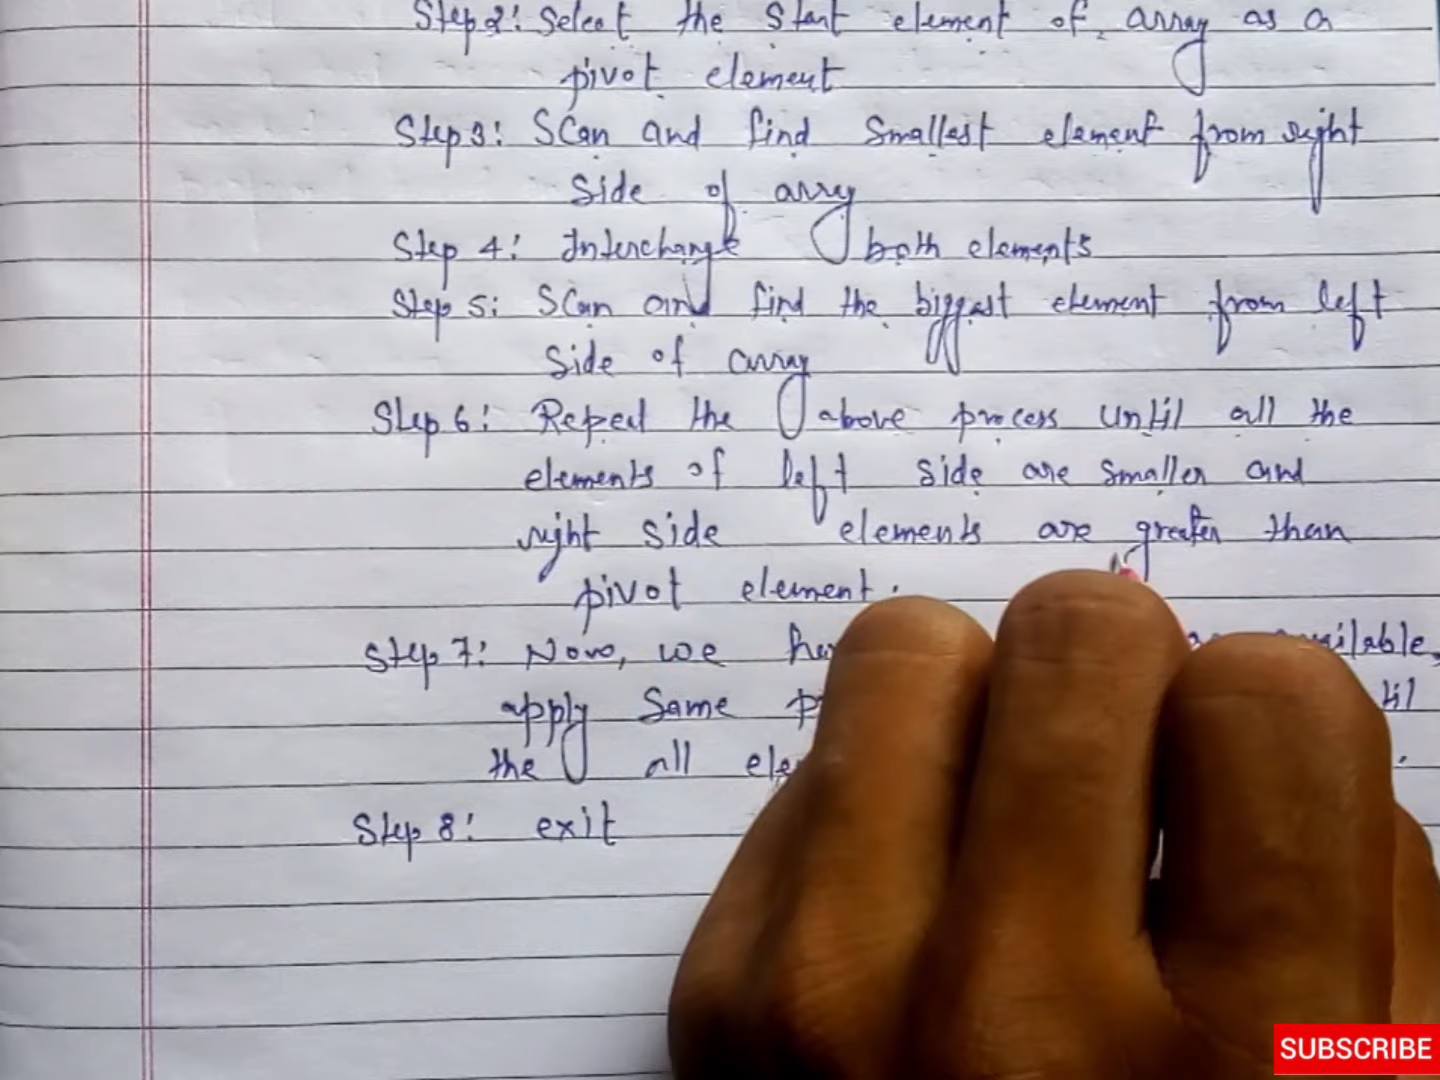 Step 2: Select the start element of array as a
pivot element
Step 3: Scan and find smallest element from right
side of array
Step 4: Interchange both elements
Step 5: Scan and find the biggest element from left
side of array
Step 6: Repeat the above process until all the
elements of left side are smaller and
right side elements are greater than
pivot element.
Step 7: Now, we
apply same
the all
Step 8: exit
SUBSCRIBE